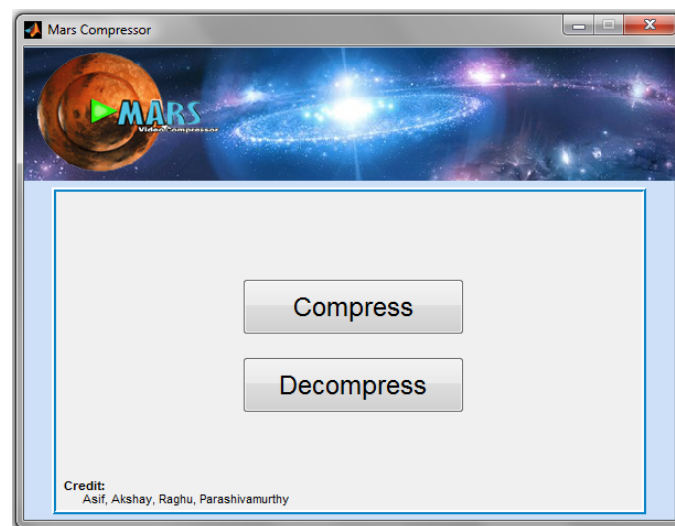 Mars Compressor
MARS
Video Compressor
Compress
Decompress
Credit:
Asif, Akshay, Raghu, Parashivamurthy